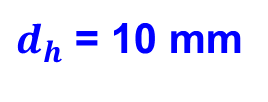 d_h = 10 mm